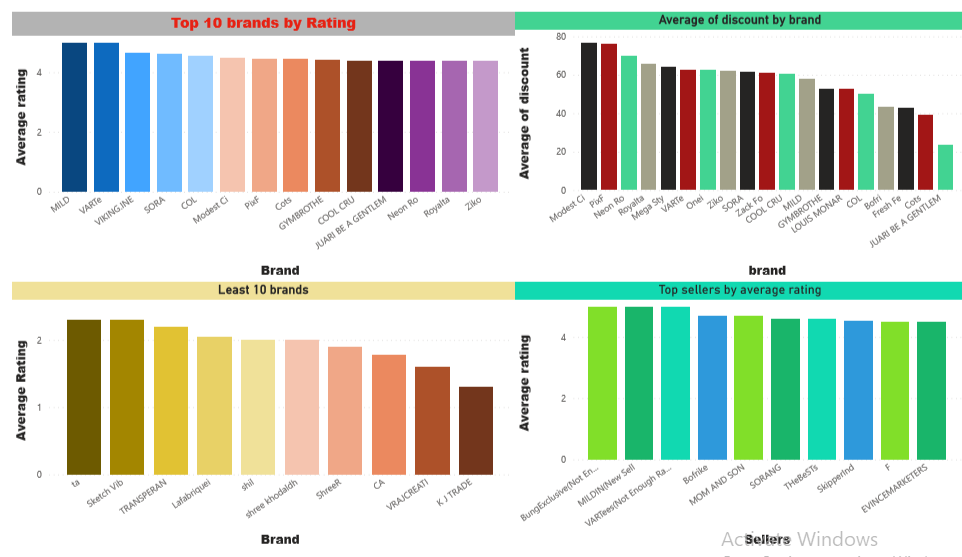 Top 10 brands by Rating
Average rating
4
2
0
MILD
VARTe
VIKING.INE
SORA
COL
Modest Ci
PixF
Cots
GYMBROTHE
COOL CRU
JUARI BE A GENTLEM
Neon Ro
Royalta
Ziko
Brand
Average of discount by brand
Average of discount
80
60
40
20
0
Modest Ci
PixF
Neon Ro
Royalta
Mega Sty
VARTe
Onei
Ziko
SORA
Zack Fo
COOL CRU
MILD
GYMBROTHE
LOUIS MONAR
COL
Bofri
Fresh Fe
Cots
JUARI BE A GENTLEM
brand
Least 10 brands
Average Rating
2
1
0
ta
Sketch Vib
TRANSPERAN
Lafabriquei
shil
shree khodaldh
ShreeR
CA
VRAJCREATI
K J TRADE
Brand
Top sellers by average rating
Average rating
4
2
0
BungExclusive(Not En...
MILDIN(New Sell
VARTees(Not Enough Ra...
Bofrike
MOM AND SON
SORANG
THeBeSTs
SkipperInd
F
EVINCEMARKETERS
Sellers
Activate Windows